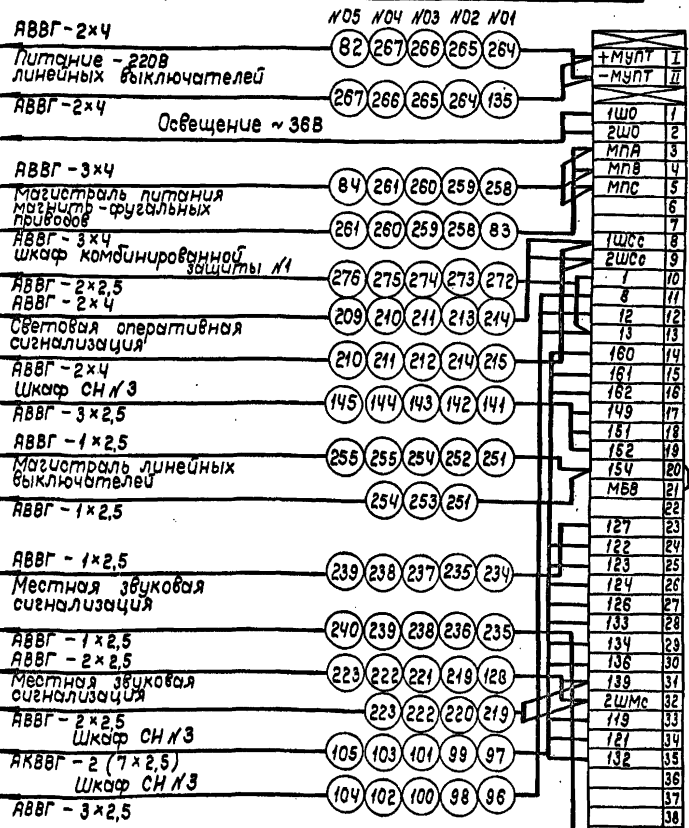 №05 №04 №03 №02 №01
АВВГ-2×4
82 267 266 265 264
Питание - 220В
линейных выключателей
267 266 265 264 135
АВВГ-2×4
Освещение ~ 36В
АВВГ - 3×4
84 261 260 259 258
Магистраль питания
магнитр-фугальных
приводов
261 260 259 258 83
АВВГ - 3×4
шкаф комбинированной
защиты №1
276 275 274 273 272
АВВГ - 2×2,5
АВВГ - 2×4
209 210 211 213 214
Световая оперативная
сигнализация
210 211 212 214 215
АВВГ - 2×4
Шкаф СН №3
145 144 143 142 141
АВВГ - 3×2,5
АВВГ - 1×2,5
255 255 254 252 251
Магистраль линейных
выключателей
254 253 251
АВВГ - 1×2,5
АВВГ - 1×2,5
239 238 237 235 234
Местная звуковая
сигнализация
240 239 238 236 235
АВВГ - 1×2,5
АВВГ - 2×2,5
223 222 221 219 128
Местная звуковая
сигнализация
223 222 220 219
АВВГ - 2×2,5
Шкаф СН №3
105 103 101 99 97
АКВВГ - 2 (7×2,5)
Шкаф СН №3
104 102 100 98 96
АВВГ - 3×2,5
+МУПТ I
-МУПТ II
1ШО 1
2ШО 2
МПА 3
МПВ 4
МПС 5
6
7
1ШСС 8
2ШСС 9
1 10
8 11
12 12
13 13
160 14
161 15
162 16
149 17
151 18
152 19
154 20
МБВ 21
22
127 23
122 24
123 25
124 26
126 27
133 28
134 29
136 30
139 31
2ШМС 32
119 33
121 34
132 35
36
37
38